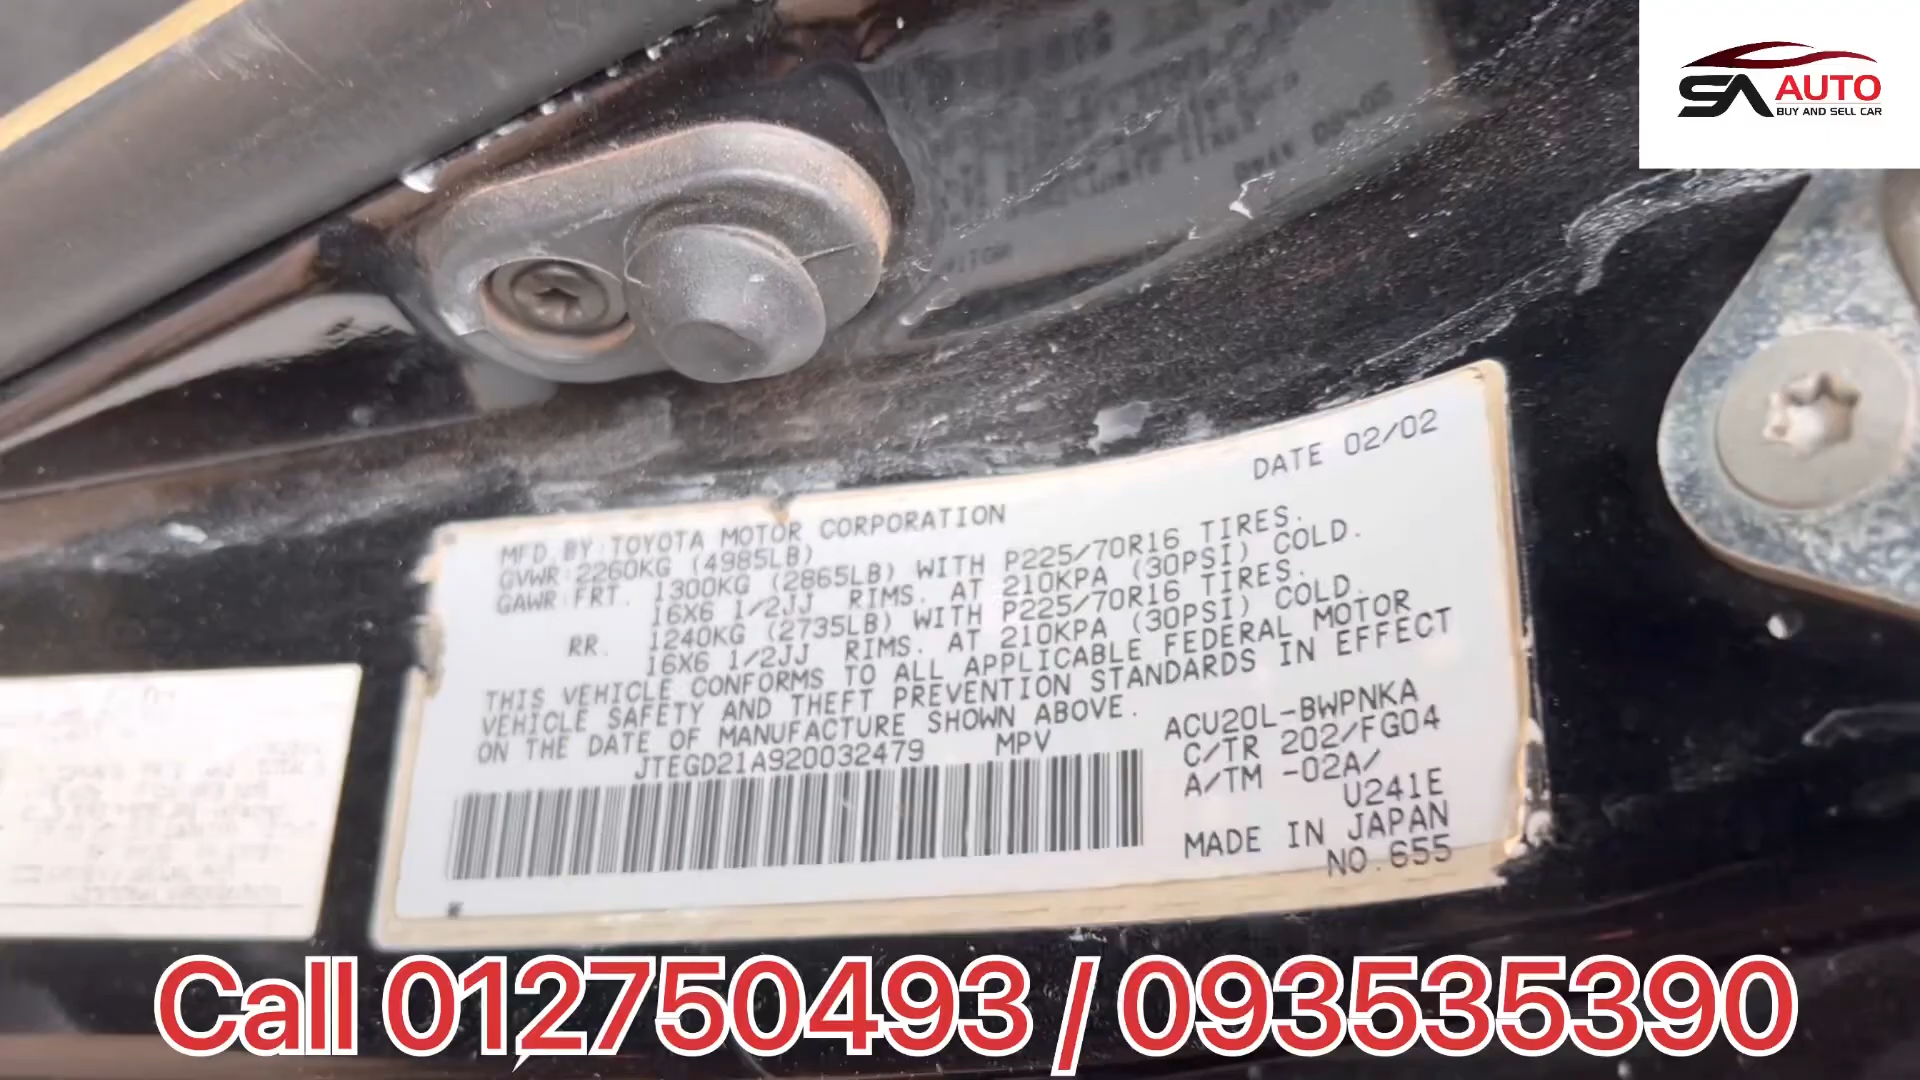 SA AUTO
BUY AND SELL CAR
DATE 02/02
MFD. BY: TOYOTA MOTOR CORPORATION
GVWR: 2260KG (4985LB)
GAWR: FRT. 1300KG (2865LB) WITH P225/70R16 TIRES.
16X6 1/2JJ RIMS. AT 210KPA (30PSI) COLD.
RR. 1240KG (2735LB) WITH P225/70R16 TIRES.
16X6 1/2JJ RIMS. AT 210KPA (30PSI) COLD.
THIS VEHICLE CONFORMS TO ALL APPLICABLE FEDERAL MOTOR
VEHICLE SAFETY AND THEFT PREVENTION STANDARDS IN EFFECT
ON THE DATE OF MANUFACTURE SHOWN ABOVE.
JTEGD21A920032479 MPV
ACU20L-BWPNKA
C/TR 202/FG04
A/TM -02A/
U241E
MADE IN JAPAN
NO.655
Call 012750493 / 093535390